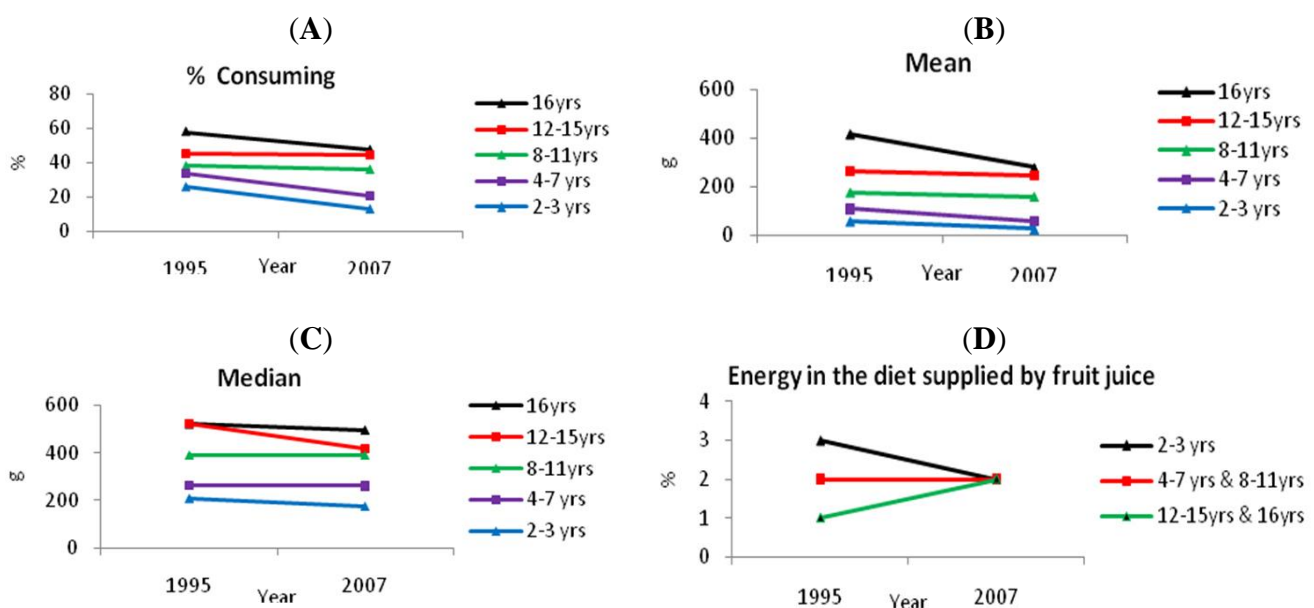 (A)
% Consuming
80
60
40
20
0
%
1995
Year
2007
16yrs
12-15yrs
8-11yrs
4-7 yrs
2-3 yrs
(B)
Mean
600
400
200
0
g
1995
Year
2007
16yrs
12-15yrs
8-11yrs
4-7 yrs
2-3 yrs
(C)
Median
600
400
200
0
g
1995
Year
2007
16yrs
12-15yrs
8-11yrs
4-7 yrs
2-3 yrs
(D)
Energy in the diet supplied by fruit juice
4
3
2
1
0
%
1995
Year
2007
2-3 yrs
4-7 yrs & 8-11yrs
12-15yrs & 16yrs